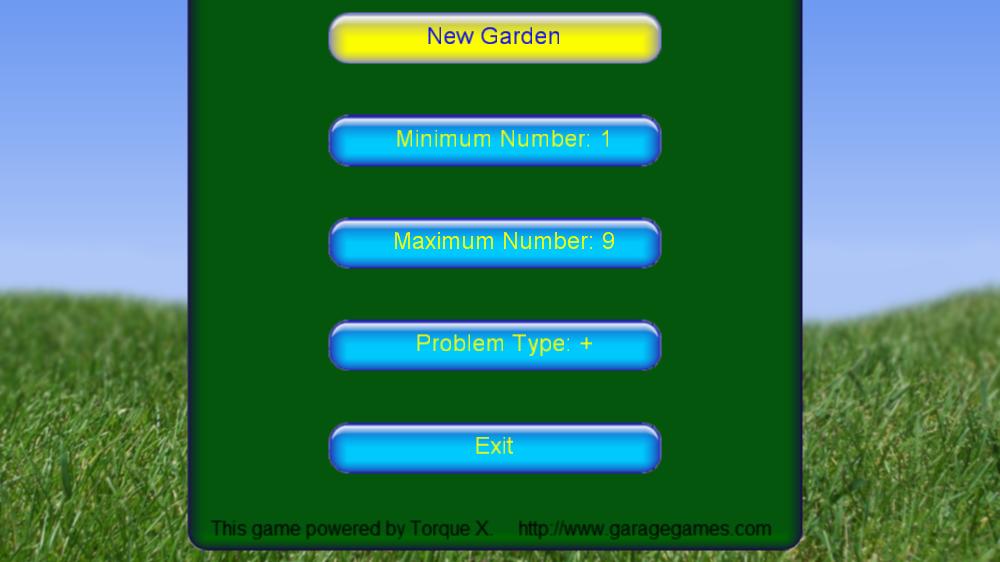 New Garden
Minimum Number: 1
Maximum Number: 9
Problem Type: +
Exit
This game powered by Torque X. http://www.garagegames.com